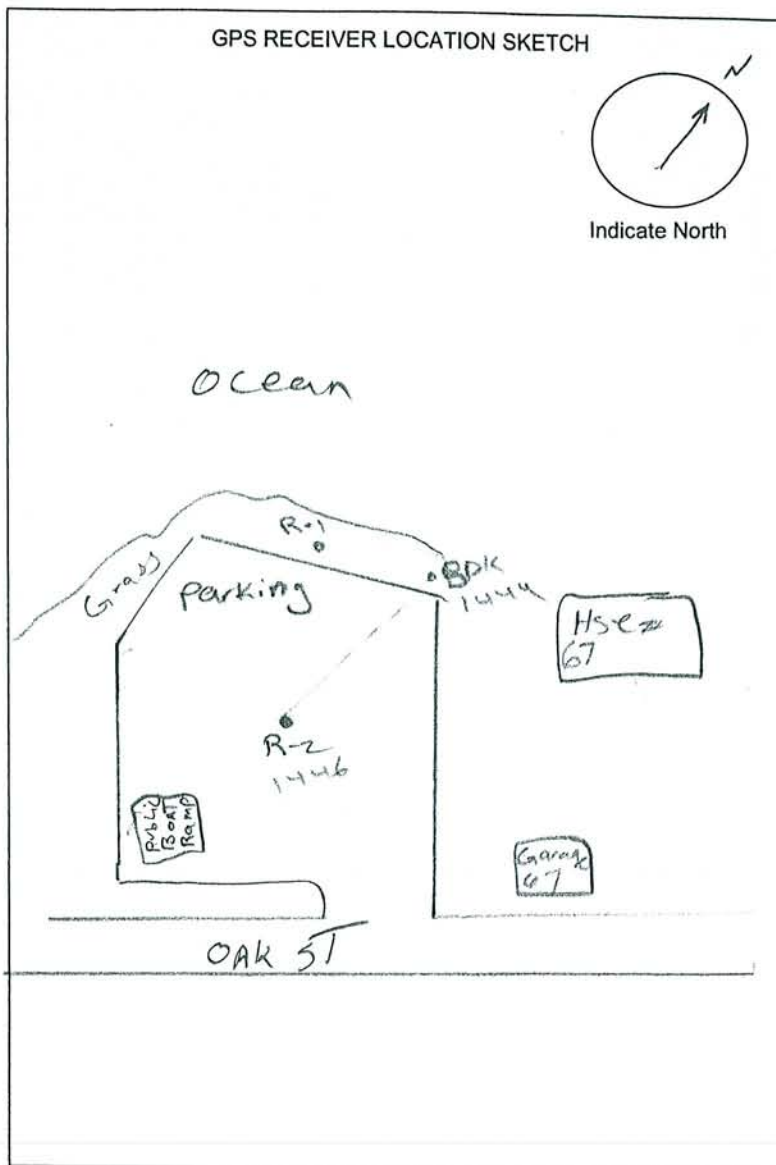 GPS RECEIVER LOCATION SKETCH
N
Indicate North
Ocean
R-1
Grass
parking
1444
Hse #
67
R-2
1446
Public
Boat
Ramp
Garage
67
OAK ST